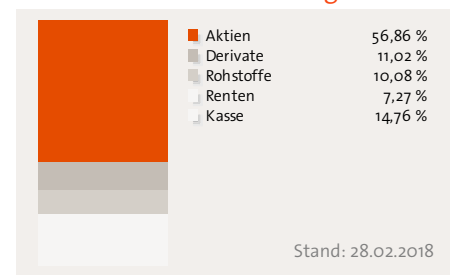 Aktien 56,86 %
Derivate 11,02 %
Rohstoffe 10,08 %
Renten 7,27 %
Kasse 14,76 %
Stand: 28.02.2018